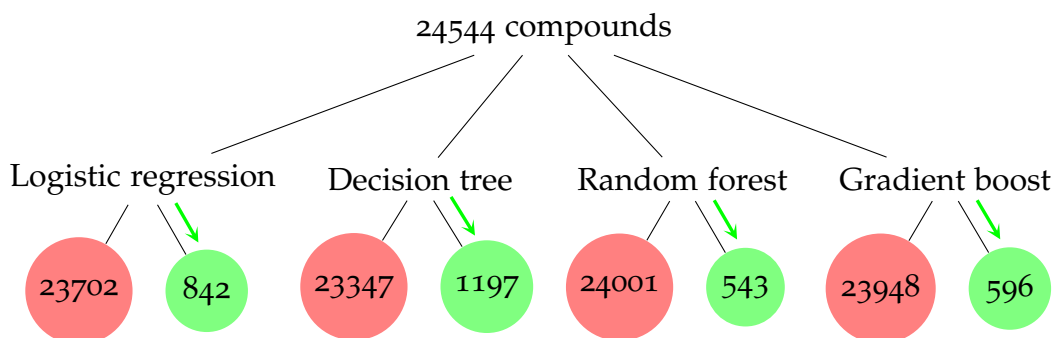 24544 compounds
Logistic regression
Decision tree
Random forest
Gradient boost
23702
842
23347
1197
24001
543
23948
596